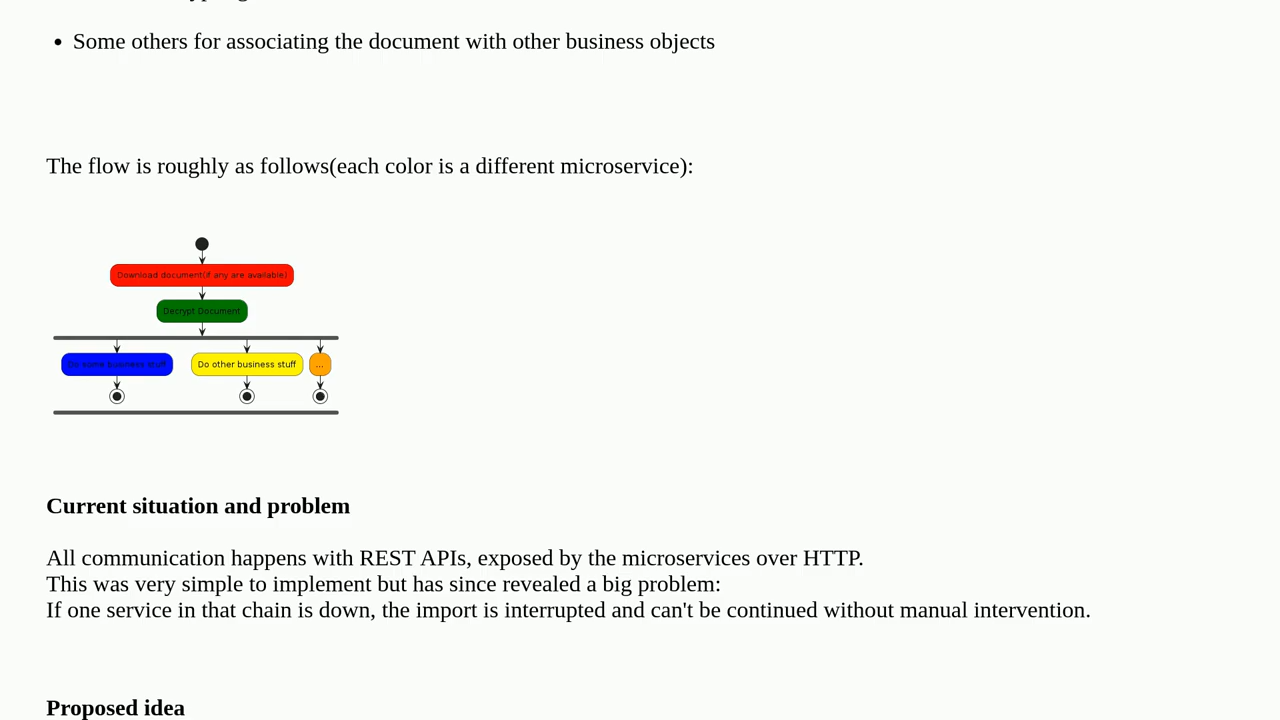 Some others for associating the document with other business objects
The flow is roughly as follows(each color is a different microservice):
Download document(if any are available)
Decrypt Document
Do some business stuff
Do other business stuff
...
Current situation and problem
All communication happens with REST APIs, exposed by the microservices over HTTP.
This was very simple to implement but has since revealed a big problem:
If one service in that chain is down, the import is interrupted and can't be continued without manual intervention.
Proposed idea